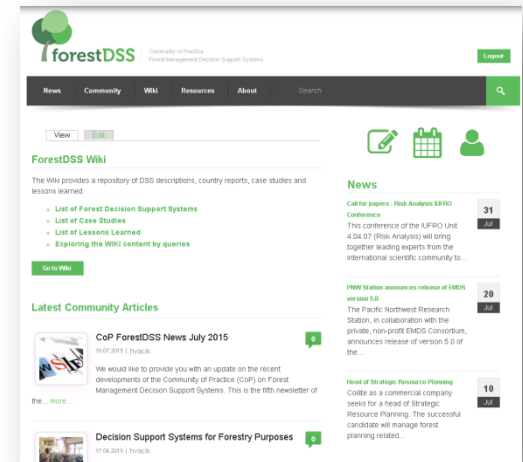 forestDSS
Community of Practice
Forest Management Decision Support Systems
Logout
News Community Wiki Resources About Search
View Edit
ForestDSS Wiki
The Wiki provides a repository of DSS descriptions, country reports, case studies and
lessons learned:
List of Forest Decision Support Systems
List of Case Studies
List of Lessons Learned
Exploring the WIKI content by queries
Go to Wiki
Latest Community Articles
CoP ForestDSS News July 2015
0
10.07.2015 | hvacik
We would like to provide you with an update on the recent
developments of the Community of Practice (CoP) on Forest
Management Decision Support Systems. This is the fifth newsletter of
the... more...
Decision Support Systems for Forestry Purposes
0
17.06.2015 | hvacik
News
Call for papers - Risk Analysis IUFRO
Conference
31
Jul
This conference of the IUFRO Unit
4.04.07 (Risk Analysis) will bring
together leading experts from the
international scientific community to...
PNW Station announces release of EMDS
version 5.0
20
Jul
The Pacific Northwest Research
Station, in collaboration with the
private, non-profit EMDS Consortium,
announces release of version 5.0 of
the...
Head of Strategic Resource Planning
10
Jul
Coillte as a commercial company
seeks for a head of Strategic
Resource Planning. The successful
candidate will manage forest
planning related...